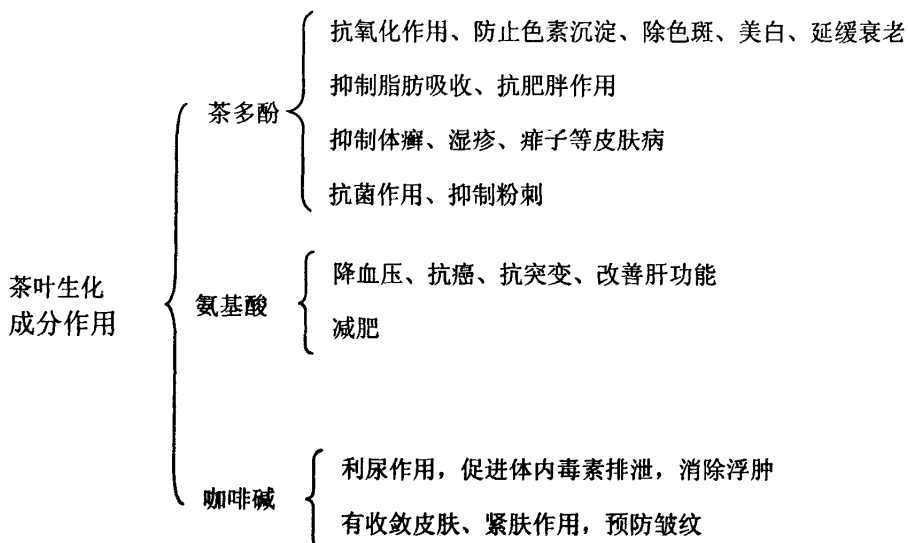 抗氧化作用、防止色素沉淀、除色斑、美白、延缓衰老
抑制脂肪吸收、抗肥胖作用
茶多酚
抑制体癣、湿疹、痱子等皮肤病
抗菌作用、抑制粉刺
降血压、抗癌、抗突变、改善肝功能
茶叶生化
成分作用
氨基酸
减肥
利尿作用，促进体内毒素排泄，消除浮肿
咖啡碱
有收敛皮肤、紧肤作用，预防皱纹